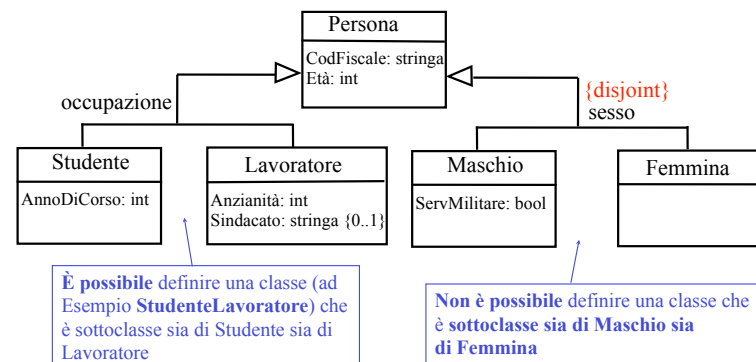 Persona
CodFiscale: stringa
Età: int
occupazione
{disjoint}
sesso
Studente
AnnoDiCorso: int
Lavoratore
Anzianità: int
Sindacato: stringa {0..1}
Maschio
ServMilitare: bool
Femmina
È possibile definire una classe (ad
Esempio StudenteLavoratore) che
è sottoclasse sia di Studente sia di
Lavoratore
Non è possibile definire una classe che
è sottoclasse sia di Maschio sia
di Femmina